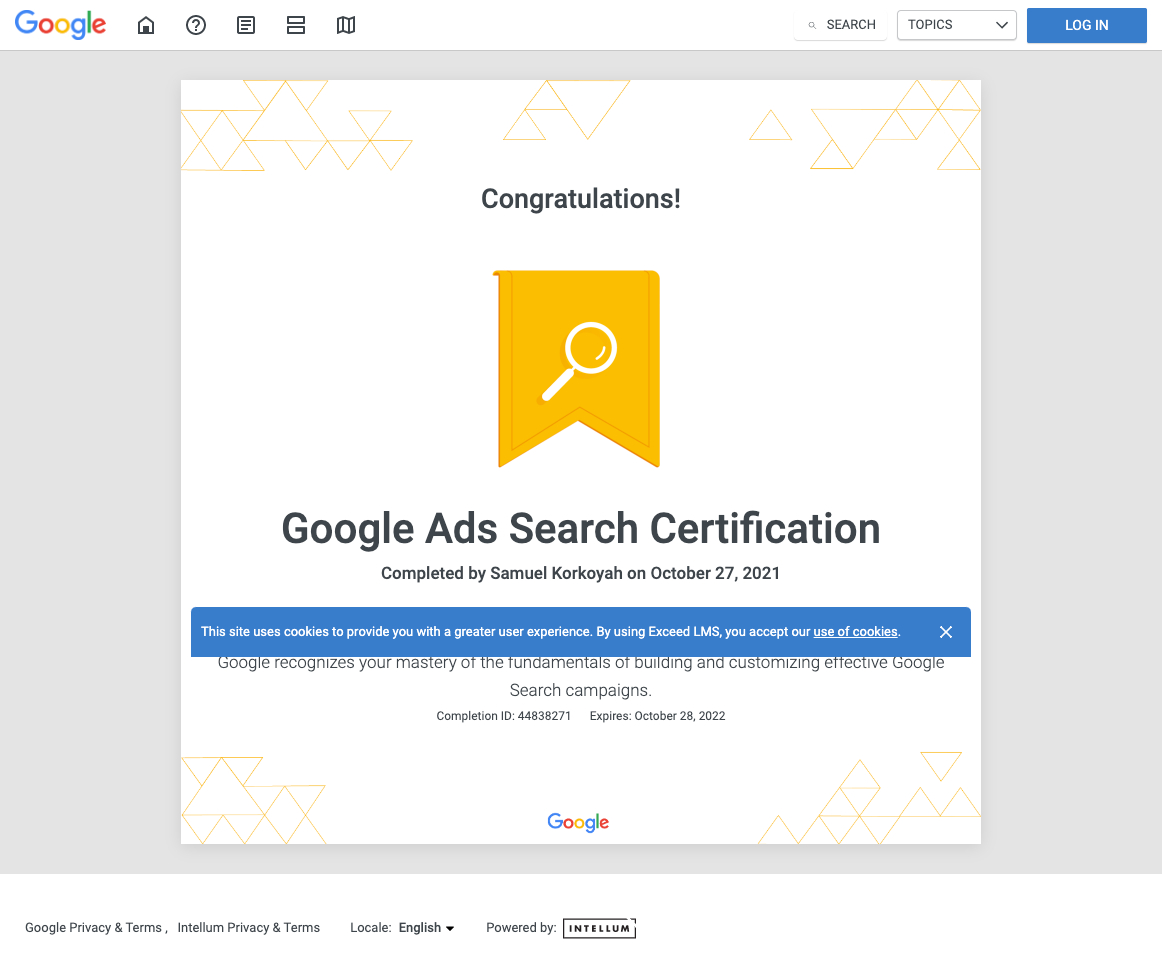 Google
SEARCH
TOPICS
LOG IN
Congratulations!
Google Ads Search Certification
Completed by Samuel Korkoyah on October 27, 2021
This site uses cookies to provide you with a greater user experience. By using Exceed LMS, you accept our use of cookies.
Google recognizes your mastery of the fundamentals of building and customizing effective Google
Search campaigns.
Completion ID: 44838271 Expires: October 28, 2022
Google
Google Privacy & Terms , Intellum Privacy & Terms Locale: English Powered by: INTELLUM